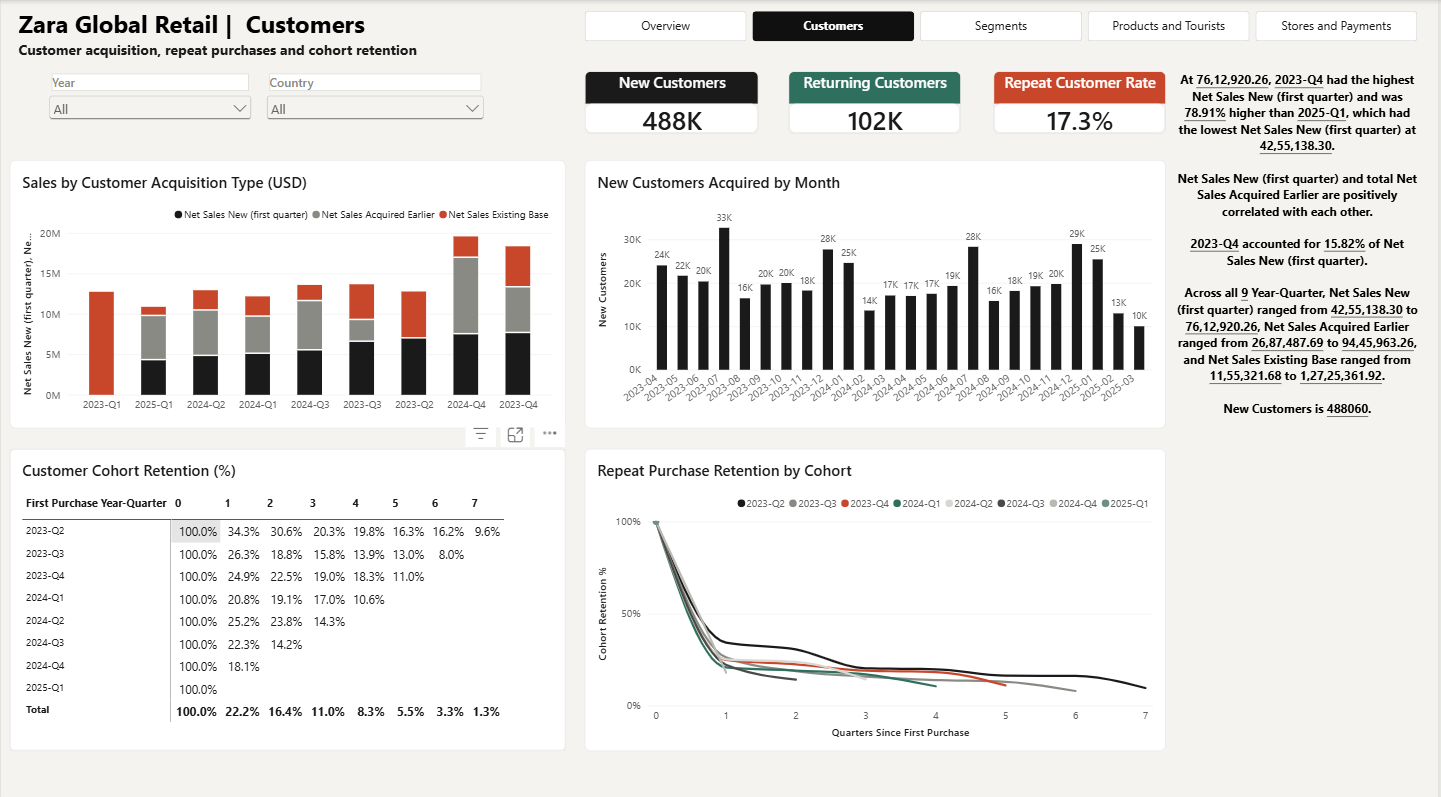 Zara Global Retail |  Customers
Customer acquisition, repeat purchases and cohort retention
Overview
Customers
Segments
Products and Tourists
Stores and Payments
Year
All
Country
All
New Customers
488K
Returning Customers
102K
Repeat Customer Rate
17.3%
At 76,12,920.26, 2023-Q4 had the highest
Net Sales New (first quarter) and was
78.91% higher than 2025-Q1, which had
the lowest Net Sales New (first quarter) at
42,55,138.30.
Net Sales New (first quarter) and total Net
Sales Acquired Earlier are positively
correlated with each other.
2023-Q4 accounted for 15.82% of Net
Sales New (first quarter).
Across all 9 Year-Quarter, Net Sales New
(first quarter) ranged from 42,55,138.30 to
76,12,920.26, Net Sales Acquired Earlier
ranged from 26,87,487.69 to 94,45,963.26,
and Net Sales Existing Base ranged from
11,55,321.68 to 1,27,25,361.92.
New Customers is 488060.
Sales by Customer Acquisition Type (USD)
Net Sales New (first quarter) Net Sales Acquired Earlier Net Sales Existing Base
Net Sales New (first quarter), Ne...
20M
15M
10M
5M
0M
2023-Q1 2025-Q1 2024-Q2 2024-Q1 2024-Q3 2023-Q3 2023-Q2 2024-Q4 2023-Q4
New Customers Acquired by Month
New Customers
30K
20K
10K
0K
24K 22K 20K 33K 16K 20K 20K 18K 28K 25K 14K 17K 17K 17K 19K 28K 16K 18K 19K 20K 29K 25K 13K 10K
2023-04 2023-05 2023-06 2023-07 2023-08 2023-09 2023-10 2023-11 2023-12 2024-01 2024-02 2024-03 2024-04 2024-05 2024-06 2024-07 2024-08 2024-09 2024-10 2024-11 2024-12 2025-01 2025-02 2025-03
Customer Cohort Retention (%)
First Purchase Year-Quarter 0 1 2 3 4 5 6 7
2023-Q2 100.0% 34.3% 30.6% 20.3% 19.8% 16.3% 16.2% 9.6%
2023-Q3 100.0% 26.3% 18.8% 15.8% 13.9% 13.0% 8.0%
2023-Q4 100.0% 24.9% 22.5% 19.0% 18.3% 11.0%
2024-Q1 100.0% 20.8% 19.1% 17.0% 10.6%
2024-Q2 100.0% 25.2% 23.8% 14.3%
2024-Q3 100.0% 22.3% 14.2%
2024-Q4 100.0% 18.1%
2025-Q1 100.0%
Total 100.0% 22.2% 16.4% 11.0% 8.3% 5.5% 3.3% 1.3%
Repeat Purchase Retention by Cohort
2023-Q2 2023-Q3 2023-Q4 2024-Q1 2024-Q2 2024-Q3 2024-Q4 2025-Q1
Cohort Retention %
100%
50%
0%
0 1 2 3 4 5 6 7
Quarters Since First Purchase